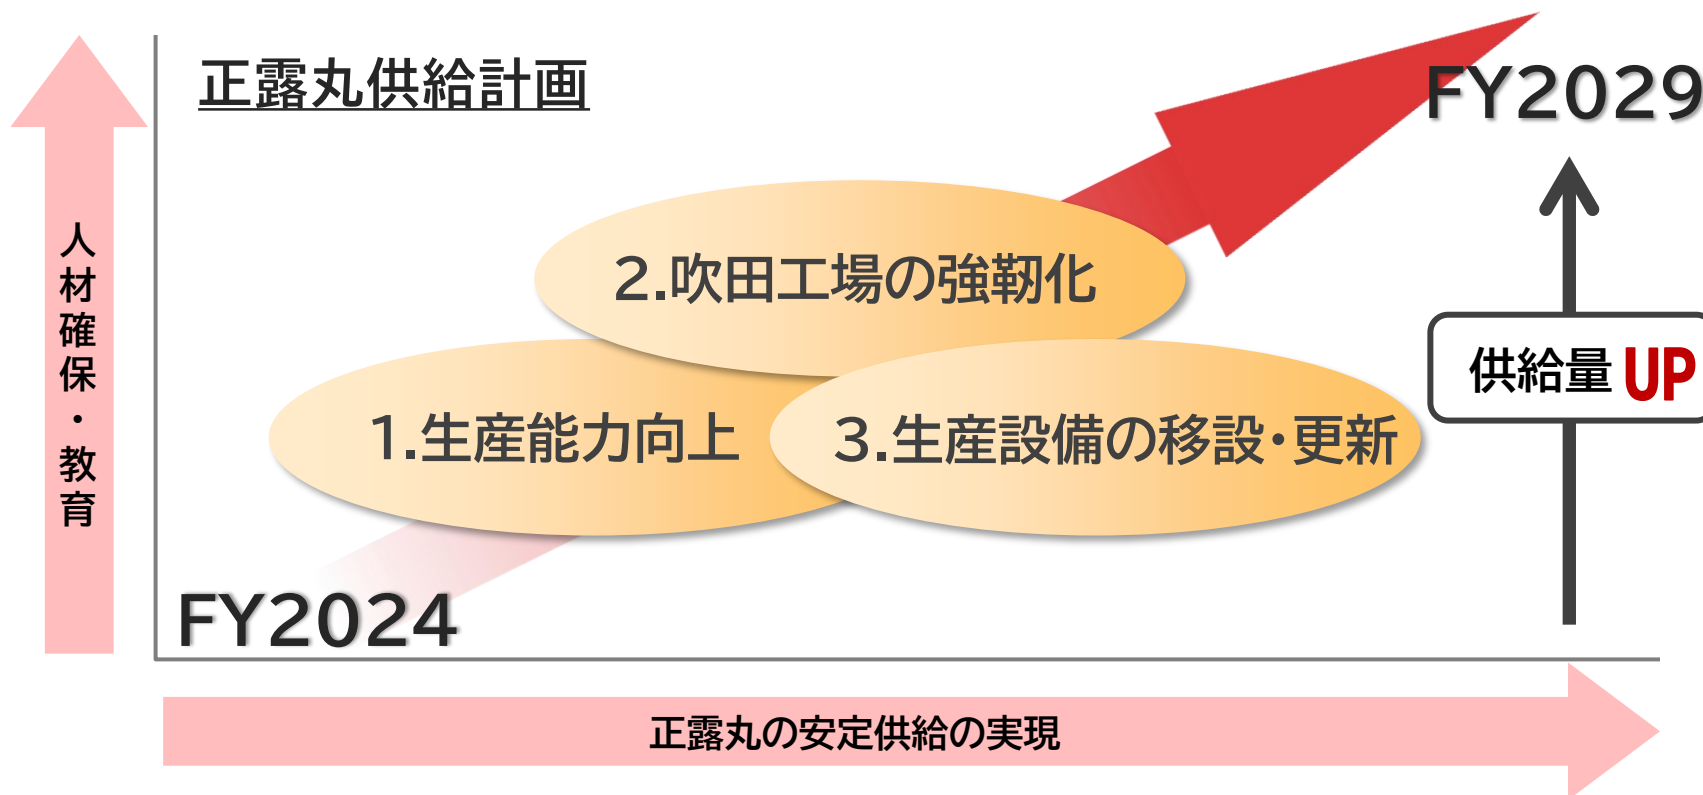 正露丸供給計画
FY2029
人材確保・教育
2.吹田工場の強靭化
供給量UP
1.生産能力向上
3.生産設備の移設・更新
FY2024
正露丸の安定供給の実現